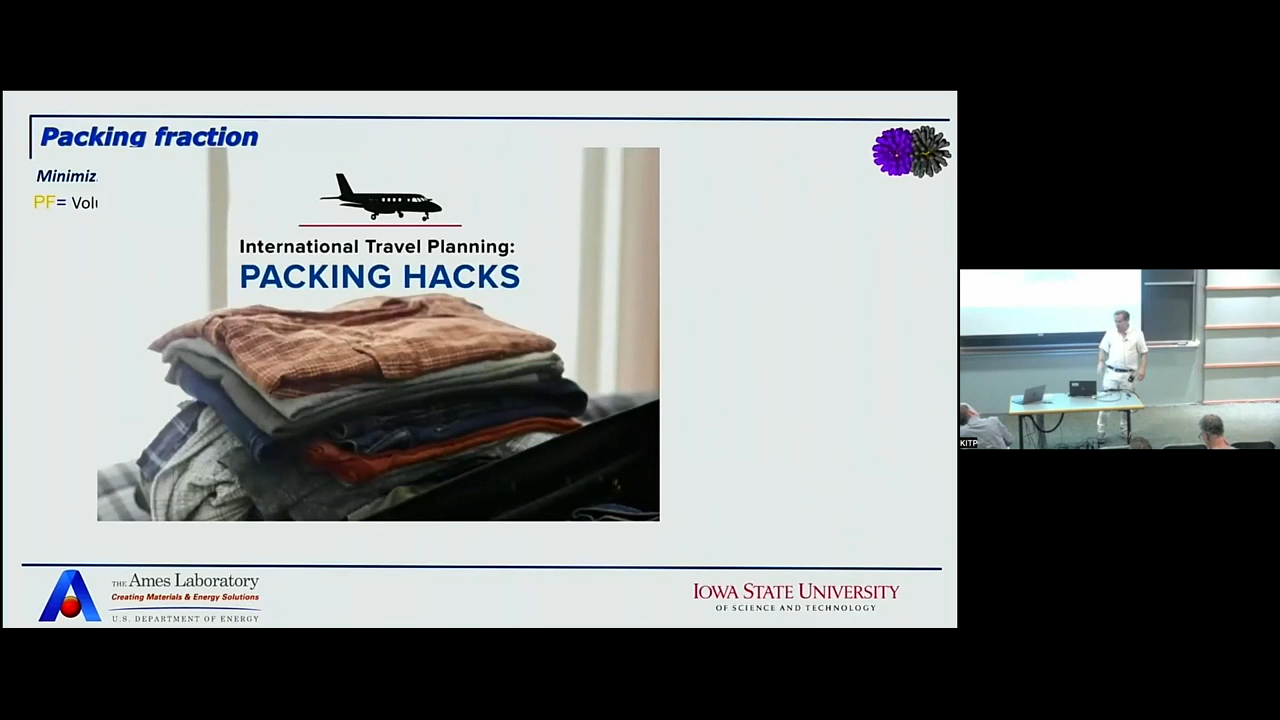 Packing fraction
Minimiz
PF= Volu
International Travel Planning:
PACKING HACKS
THE Ames Laboratory
Creating Materials & Energy Solutions
U.S. DEPARTMENT OF ENERGY
IOWA STATE UNIVERSITY
OF SCIENCE AND TECHNOLOGY
KITP